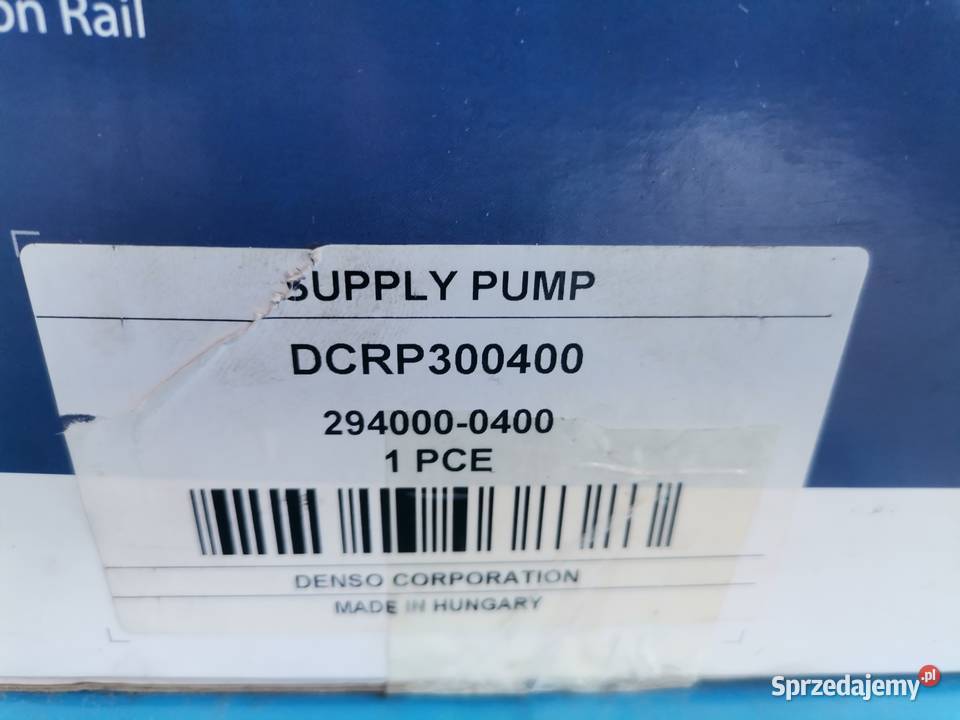 on Rail
SUPPLY PUMP
DCRP300400
294000-0400
1 PCE
DENSO CORPORATION
MADE IN HUNGARY
Sprzedajemy.pl